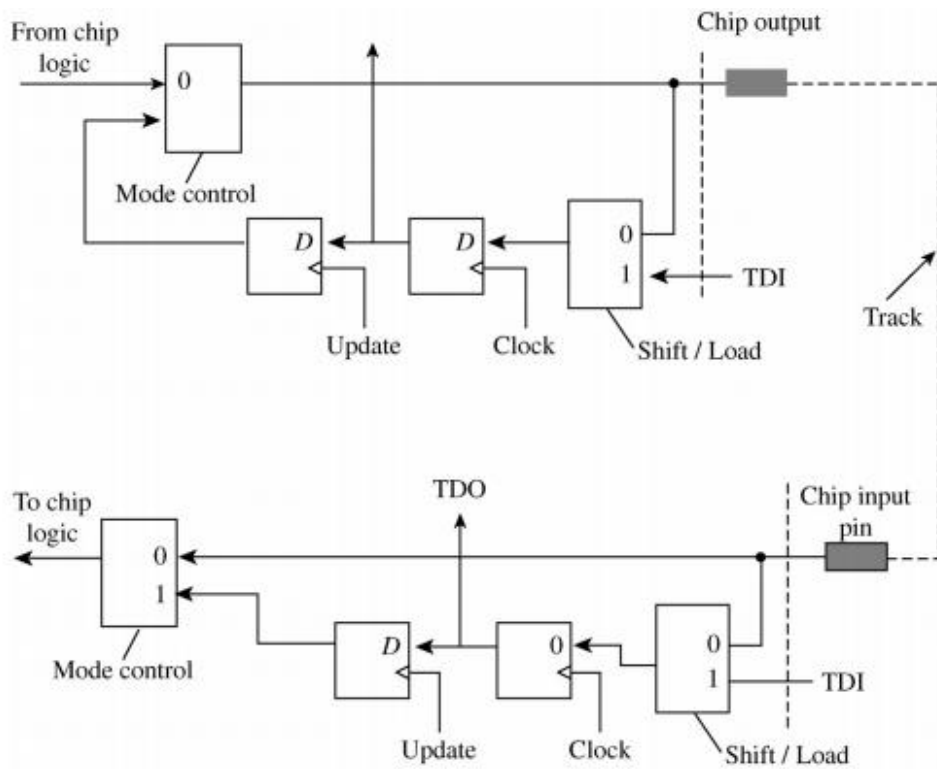 From chip
logic
Chip output
0
Mode control
D
D
0
1
TDI
Track
Update
Clock
Shift / Load
To chip
logic
TDO
Chip input
pin
0
1
Mode control
D
0
0
1
TDI
Update
Clock
Shift / Load